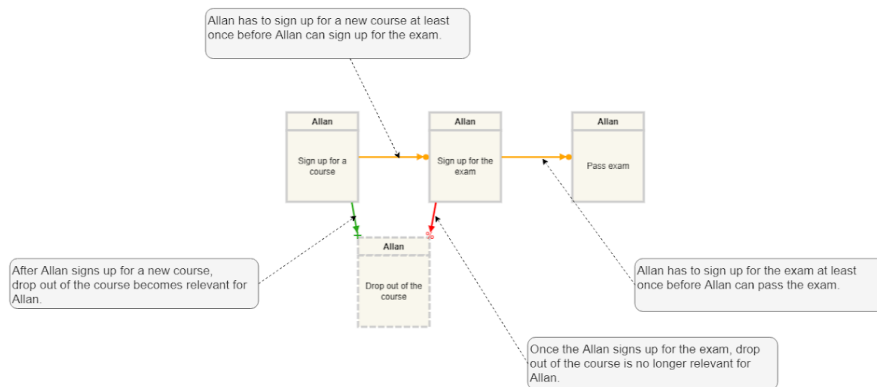 Allan has to sign up for a new course at least
once before Allan can sign up for the exam.
Allan
Sign up for a
course
Allan
Sign up for the
exam
Allan
Pass exam
Allan
Drop out of the
course
%
After Allan signs up for a new course,
drop out of the course becomes relevant for
Allan.
Allan has to sign up for the exam at least
once before Allan can pass the exam.
Once the Allan signs up for the exam, drop
out of the course is no longer relevant for
Allan.